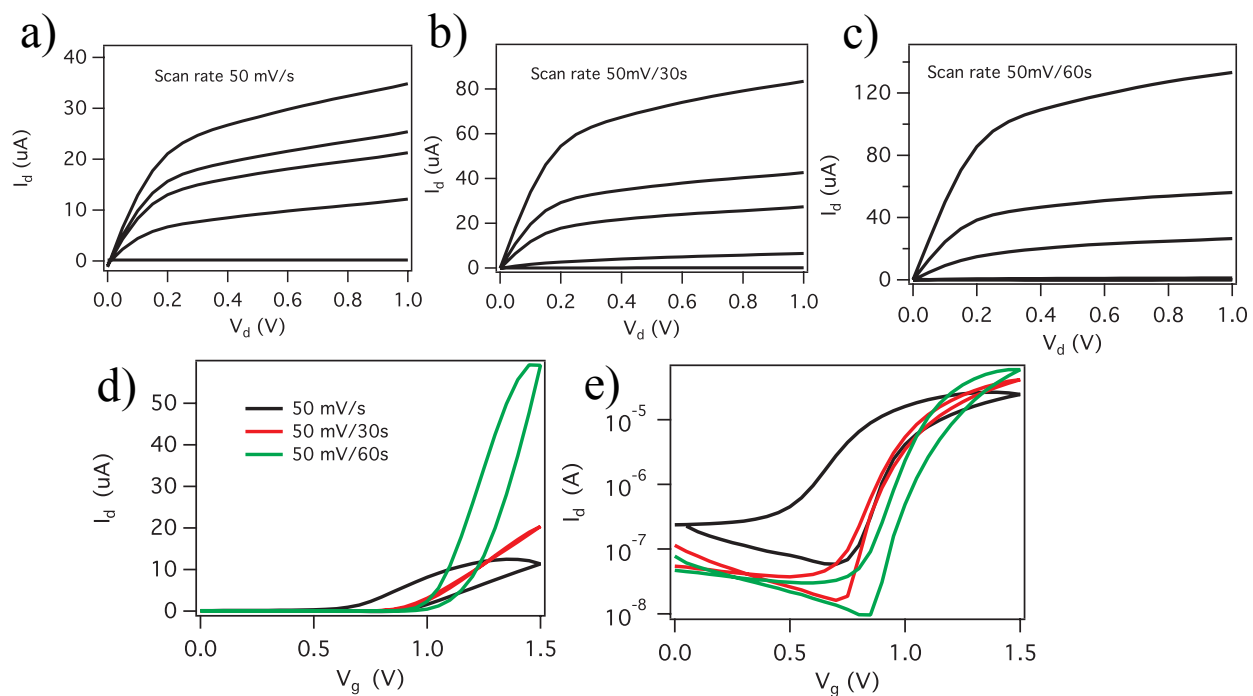 a)
Scan rate 50 mV/s
40
30
20
10
0
I_d (uA)
0.0 0.2 0.4 0.6 0.8 1.0
V_d (V)
b)
Scan rate 50mV/30s
80
60
40
20
0
I_d (uA)
0.0 0.2 0.4 0.6 0.8 1.0
V_d (V)
c)
Scan rate 50mV/60s
120
80
40
0
I_d (uA)
0.0 0.2 0.4 0.6 0.8 1.0
V_d (V)
d)
50 mV/s
50 mV/30s
50 mV/60s
50
40
30
20
10
0
I_d (uA)
0.0 0.5 1.0 1.5
V_g (V)
e)
10^-5
10^-6
10^-7
10^-8
I_d (A)
0.0 0.5 1.0 1.5
V_g (V)